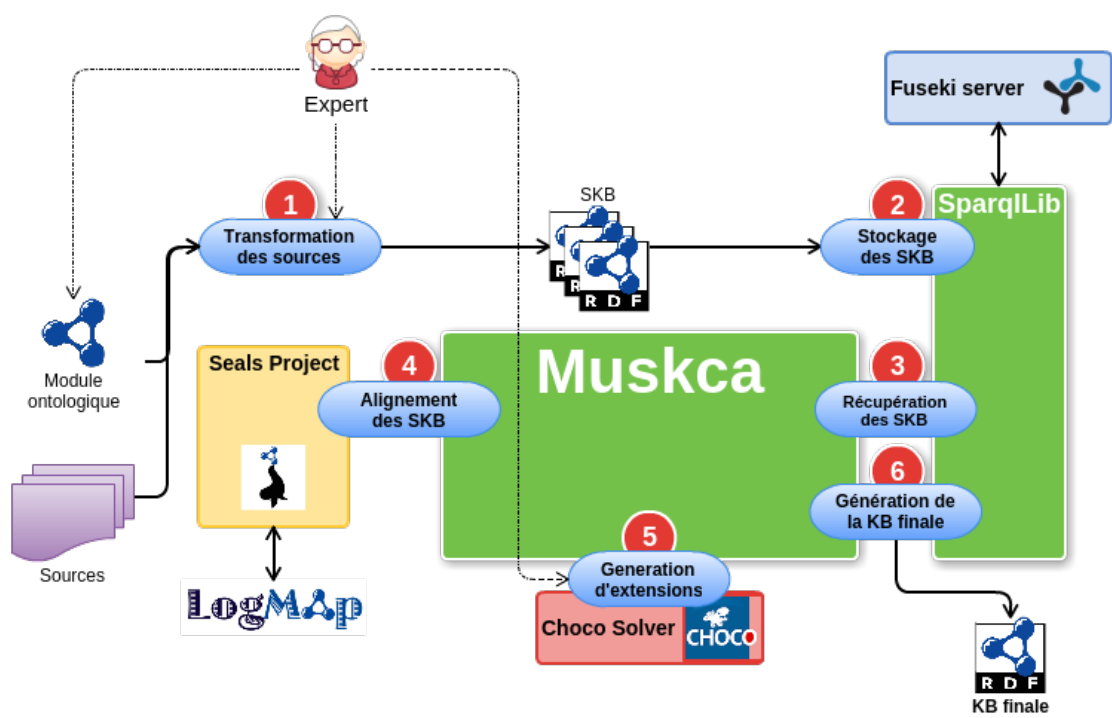 Expert
Fuseki server
1
Transformation
des sources
SKB
R D F
2
Stockage
des SKB
SparqlLib
Module
ontologique
Seals Project
4
Alignement
des SKB
Muskca
3
Récupération
des SKB
6
Génération de
la KB finale
Sources
LogMap
5
Generation
d'extensions
Choco Solver
CHOCO
R D F
KB finale